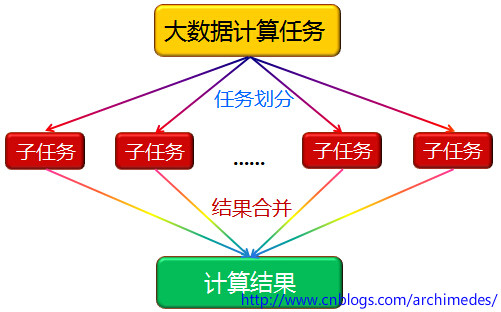 大数据计算任务
任务划分
子任务 子任务 ...... 子任务 子任务
结果合并
计算结果
http://www.cnblogs.com/archimedes/